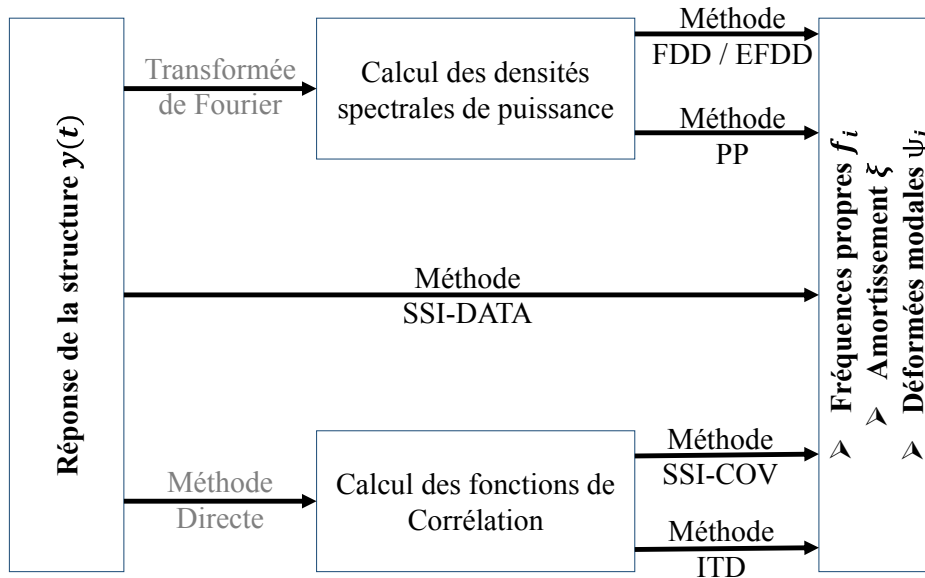 Réponse de la structure y(t)
Transformée
de Fourier
Calcul des densités
spectrales de puissance
Méthode
FDD / EFDD
Méthode
PP
Méthode
SSI-DATA
Méthode
Directe
Calcul des fonctions de
Corrélation
Méthode
SSI-COV
Méthode
ITD
➢ Fréquences propres f_i
➢ Amortissement ξ
➢ Déformées modales ψ_i